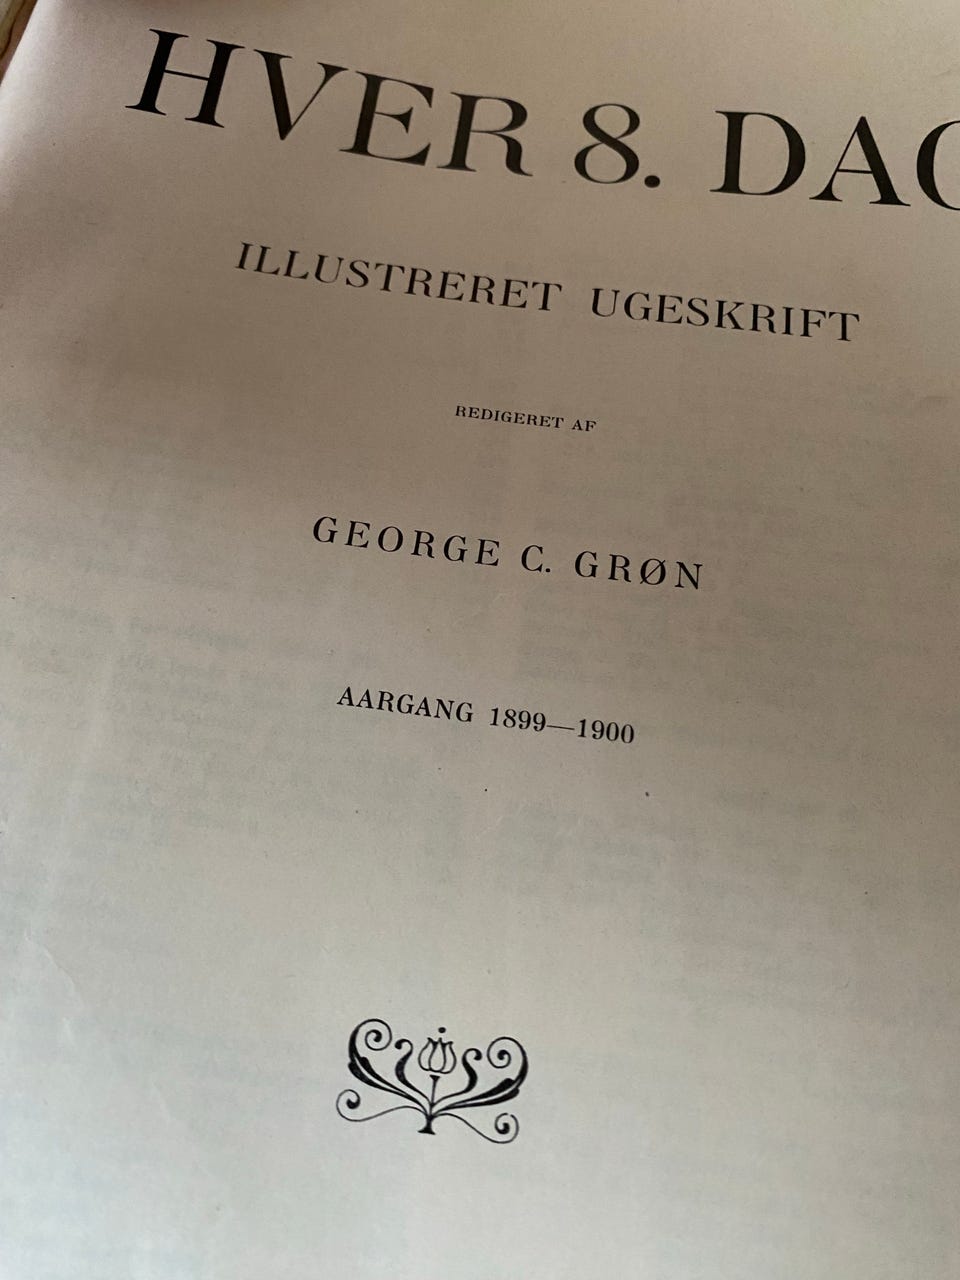 HVER 8. DAG
ILLUSTRERET UGESKRIFT
REDIGERET AF
GEORGE C. GRØN
AARGANG 1899—1900